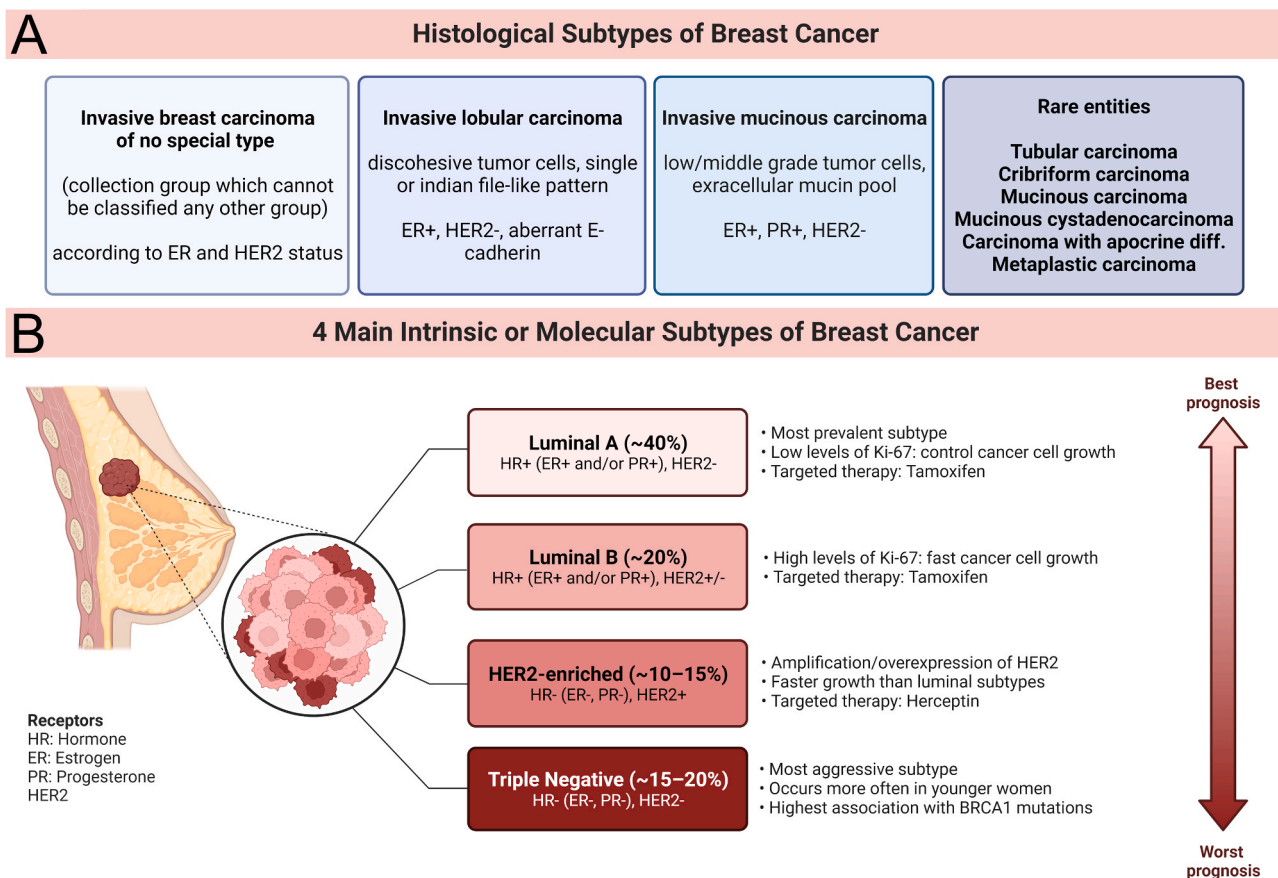 A
Histological Subtypes of Breast Cancer
Invasive breast carcinoma
of no special type
(collection group which cannot
be classified any other group)
according to ER and HER2 status
Invasive lobular carcinoma
discohesive tumor cells, single
or indian file-like pattern
ER+, HER2-, aberrant E-
cadherin
Invasive mucinous carcinoma
low/middle grade tumor cells,
exracellular mucin pool
ER+, PR+, HER2-
Rare entities
Tubular carcinoma
Cribriform carcinoma
Mucinous carcinoma
Mucinous cystadenocarcinoma
Carcinoma with apocrine diff.
Metaplastic carcinoma
B
4 Main Intrinsic or Molecular Subtypes of Breast Cancer
Luminal A (~40%)
HR+ (ER+ and/or PR+), HER2-
• Most prevalent subtype
• Low levels of Ki-67: control cancer cell growth
• Targeted therapy: Tamoxifen
Luminal B (~20%)
HR+ (ER+ and/or PR+), HER2+/-
• High levels of Ki-67: fast cancer cell growth
• Targeted therapy: Tamoxifen
HER2-enriched (~10–15%)
HR- (ER-, PR-), HER2+
• Amplification/overexpression of HER2
• Faster growth than luminal subtypes
• Targeted therapy: Herceptin
Triple Negative (~15–20%)
HR- (ER-, PR-), HER2-
• Most aggressive subtype
• Occurs more often in younger women
• Highest association with BRCA1 mutations
Receptors
HR: Hormone
ER: Estrogen
PR: Progesterone
HER2
Best
prognosis
Worst
prognosis